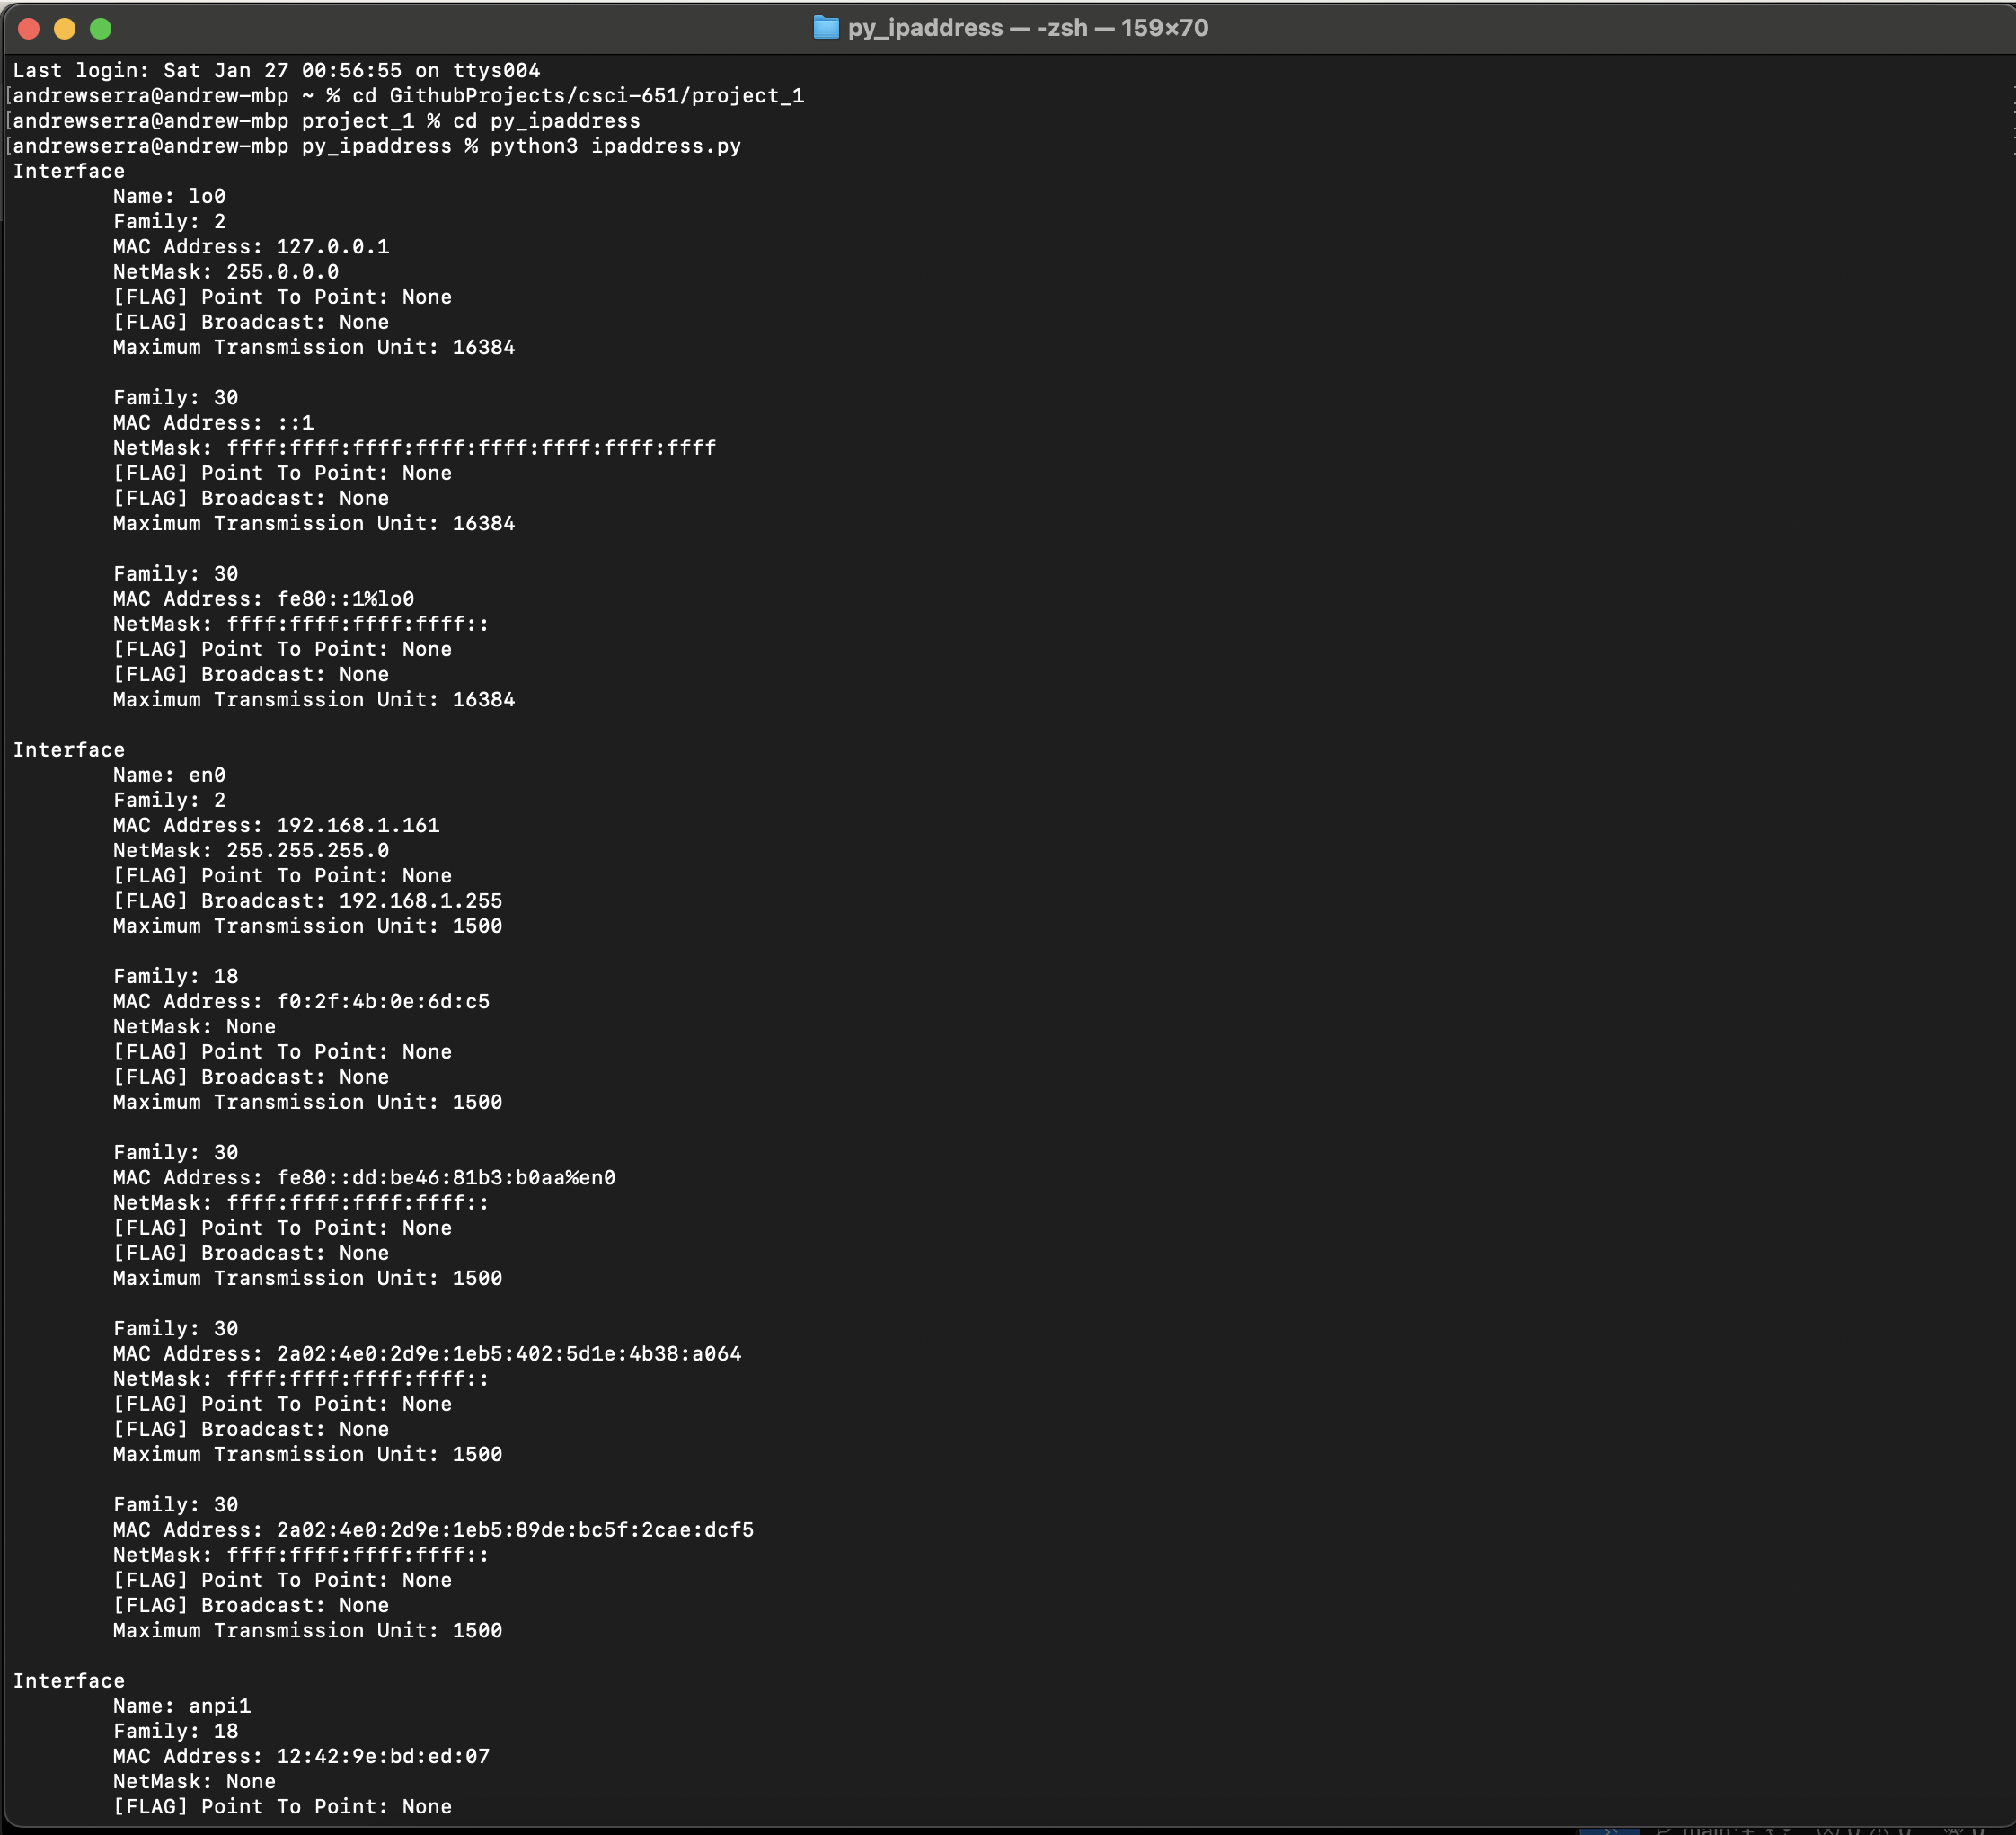 py_ipaddress — -zsh — 159×70
Last login: Sat Jan 27 00:56:55 on ttys004
[andrewserra@andrew-mbp ~ % cd GithubProjects/csci-651/project_1
[andrewserra@andrew-mbp project_1 % cd py_ipaddress
[andrewserra@andrew-mbp py_ipaddress % python3 ipaddress.py
Interface
Name: lo0
Family: 2
MAC Address: 127.0.0.1
NetMask: 255.0.0.0
[FLAG] Point To Point: None
[FLAG] Broadcast: None
Maximum Transmission Unit: 16384
Family: 30
MAC Address: ::1
NetMask: ffff:ffff:ffff:ffff:ffff:ffff:ffff:ffff
[FLAG] Point To Point: None
[FLAG] Broadcast: None
Maximum Transmission Unit: 16384
Family: 30
MAC Address: fe80::1%lo0
NetMask: ffff:ffff:ffff:ffff::
[FLAG] Point To Point: None
[FLAG] Broadcast: None
Maximum Transmission Unit: 16384
Interface
Name: en0
Family: 2
MAC Address: 192.168.1.161
NetMask: 255.255.255.0
[FLAG] Point To Point: None
[FLAG] Broadcast: 192.168.1.255
Maximum Transmission Unit: 1500
Family: 18
MAC Address: f0:2f:4b:0e:6d:c5
NetMask: None
[FLAG] Point To Point: None
[FLAG] Broadcast: None
Maximum Transmission Unit: 1500
Family: 30
MAC Address: fe80::dd:be46:81b3:b0aa%en0
NetMask: ffff:ffff:ffff:ffff::
[FLAG] Point To Point: None
[FLAG] Broadcast: None
Maximum Transmission Unit: 1500
Family: 30
MAC Address: 2a02:4e0:2d9e:1eb5:402:5d1e:4b38:a064
NetMask: ffff:ffff:ffff:ffff::
[FLAG] Point To Point: None
[FLAG] Broadcast: None
Maximum Transmission Unit: 1500
Family: 30
MAC Address: 2a02:4e0:2d9e:1eb5:89de:bc5f:2cae:dcf5
NetMask: ffff:ffff:ffff:ffff::
[FLAG] Point To Point: None
[FLAG] Broadcast: None
Maximum Transmission Unit: 1500
Interface
Name: anpi1
Family: 18
MAC Address: 12:42:9e:bd:ed:07
NetMask: None
[FLAG] Point To Point: None